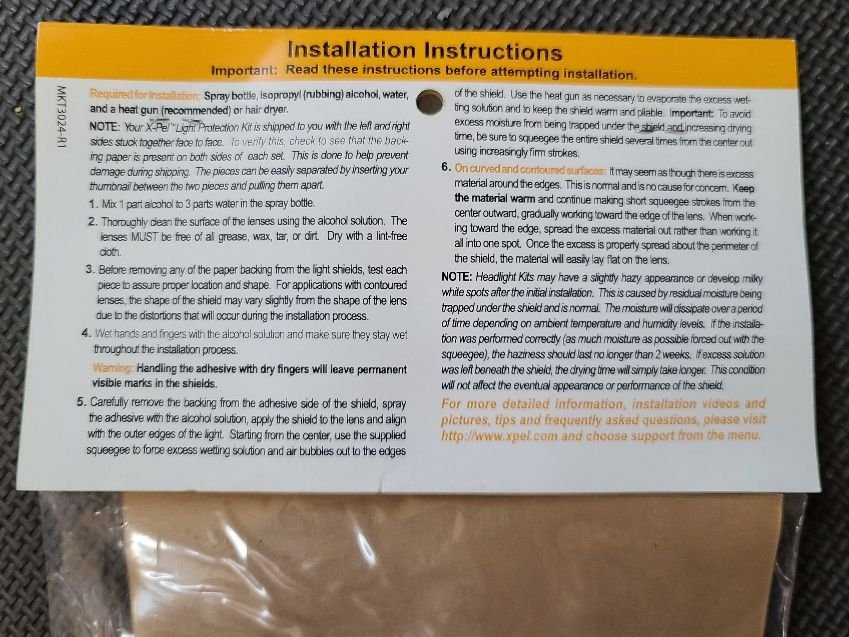 Installation Instructions
Important: Read these instructions before attempting installation.
MKT3024-R1
Required for Installation: Spray bottle, isopropyl (rubbing) alcohol, water,
and a heat gun (recommended) or hair dryer.
NOTE: Your X-Pel™ Light Protection Kit is shipped to you with the left and right
sides stuck together face to face. To verify this, check to see that the back-
ing paper is present on both sides of each set. This is done to help prevent
damage during shipping. The pieces can be easily separated by inserting your
thumbnail between the two pieces and pulling them apart.
1. Mix 1 part alcohol to 3 parts water in the spray bottle.
2. Thoroughly clean the surface of the lenses using the alcohol solution. The
lenses MUST be free of all grease, wax, tar, or dirt. Dry with a lint-free
cloth.
3. Before removing any of the paper backing from the light shields, test each
piece to assure proper location and shape. For applications with contoured
lenses, the shape of the shield may vary slightly from the shape of the lens
due to the distortions that will occur during the installation process.
4. Wet hands and fingers with the alcohol solution and make sure they stay wet
throughout the installation process.
Warning: Handling the adhesive with dry fingers will leave permanent
visible marks in the shields.
5. Carefully remove the backing from the adhesive side of the shield, spray
the adhesive with the alcohol solution, apply the shield to the lens and align
with the outer edges of the light. Starting from the center, use the supplied
squeegee to force excess wetting solution and air bubbles out to the edges
of the shield. Use the heat gun as necessary to evaporate the excess wet-
ting solution and to keep the shield warm and pliable. Important: To avoid
excess moisture from being trapped under the shield and increasing drying
time, be sure to squeegee the entire shield several times from the center out
using increasingly firm strokes.
6. On curved and contoured surfaces: It may seem as though there is excess
material around the edges. This is normal and is no cause for concern. Keep
the material warm and continue making short squeegee strokes from the
center outward, gradually working toward the edge of the lens. When work-
ing toward the edge, spread the excess material out rather than working it
all into one spot. Once the excess is properly spread about the perimeter of
the shield, the material will easily lay flat on the lens.
NOTE: Headlight Kits may have a slightly hazy appearance or develop milky
white spots after the initial installation. This is caused by residual moisture being
trapped under the shield and is normal. The moisture will dissipate over a period
of time depending on ambient temperature and humidity levels. If the installa-
tion was performed correctly (as much moisture as possible forced out with the
squeegee), the haziness should last no longer than 2 weeks. If excess solution
was left beneath the shield, the drying time will simply take longer. This condition
will not affect the eventual appearance or performance of the shield.
For more detailed information, installation videos and
pictures, tips and frequently asked questions, please visit
http://www.xpel.com and choose support from the menu.